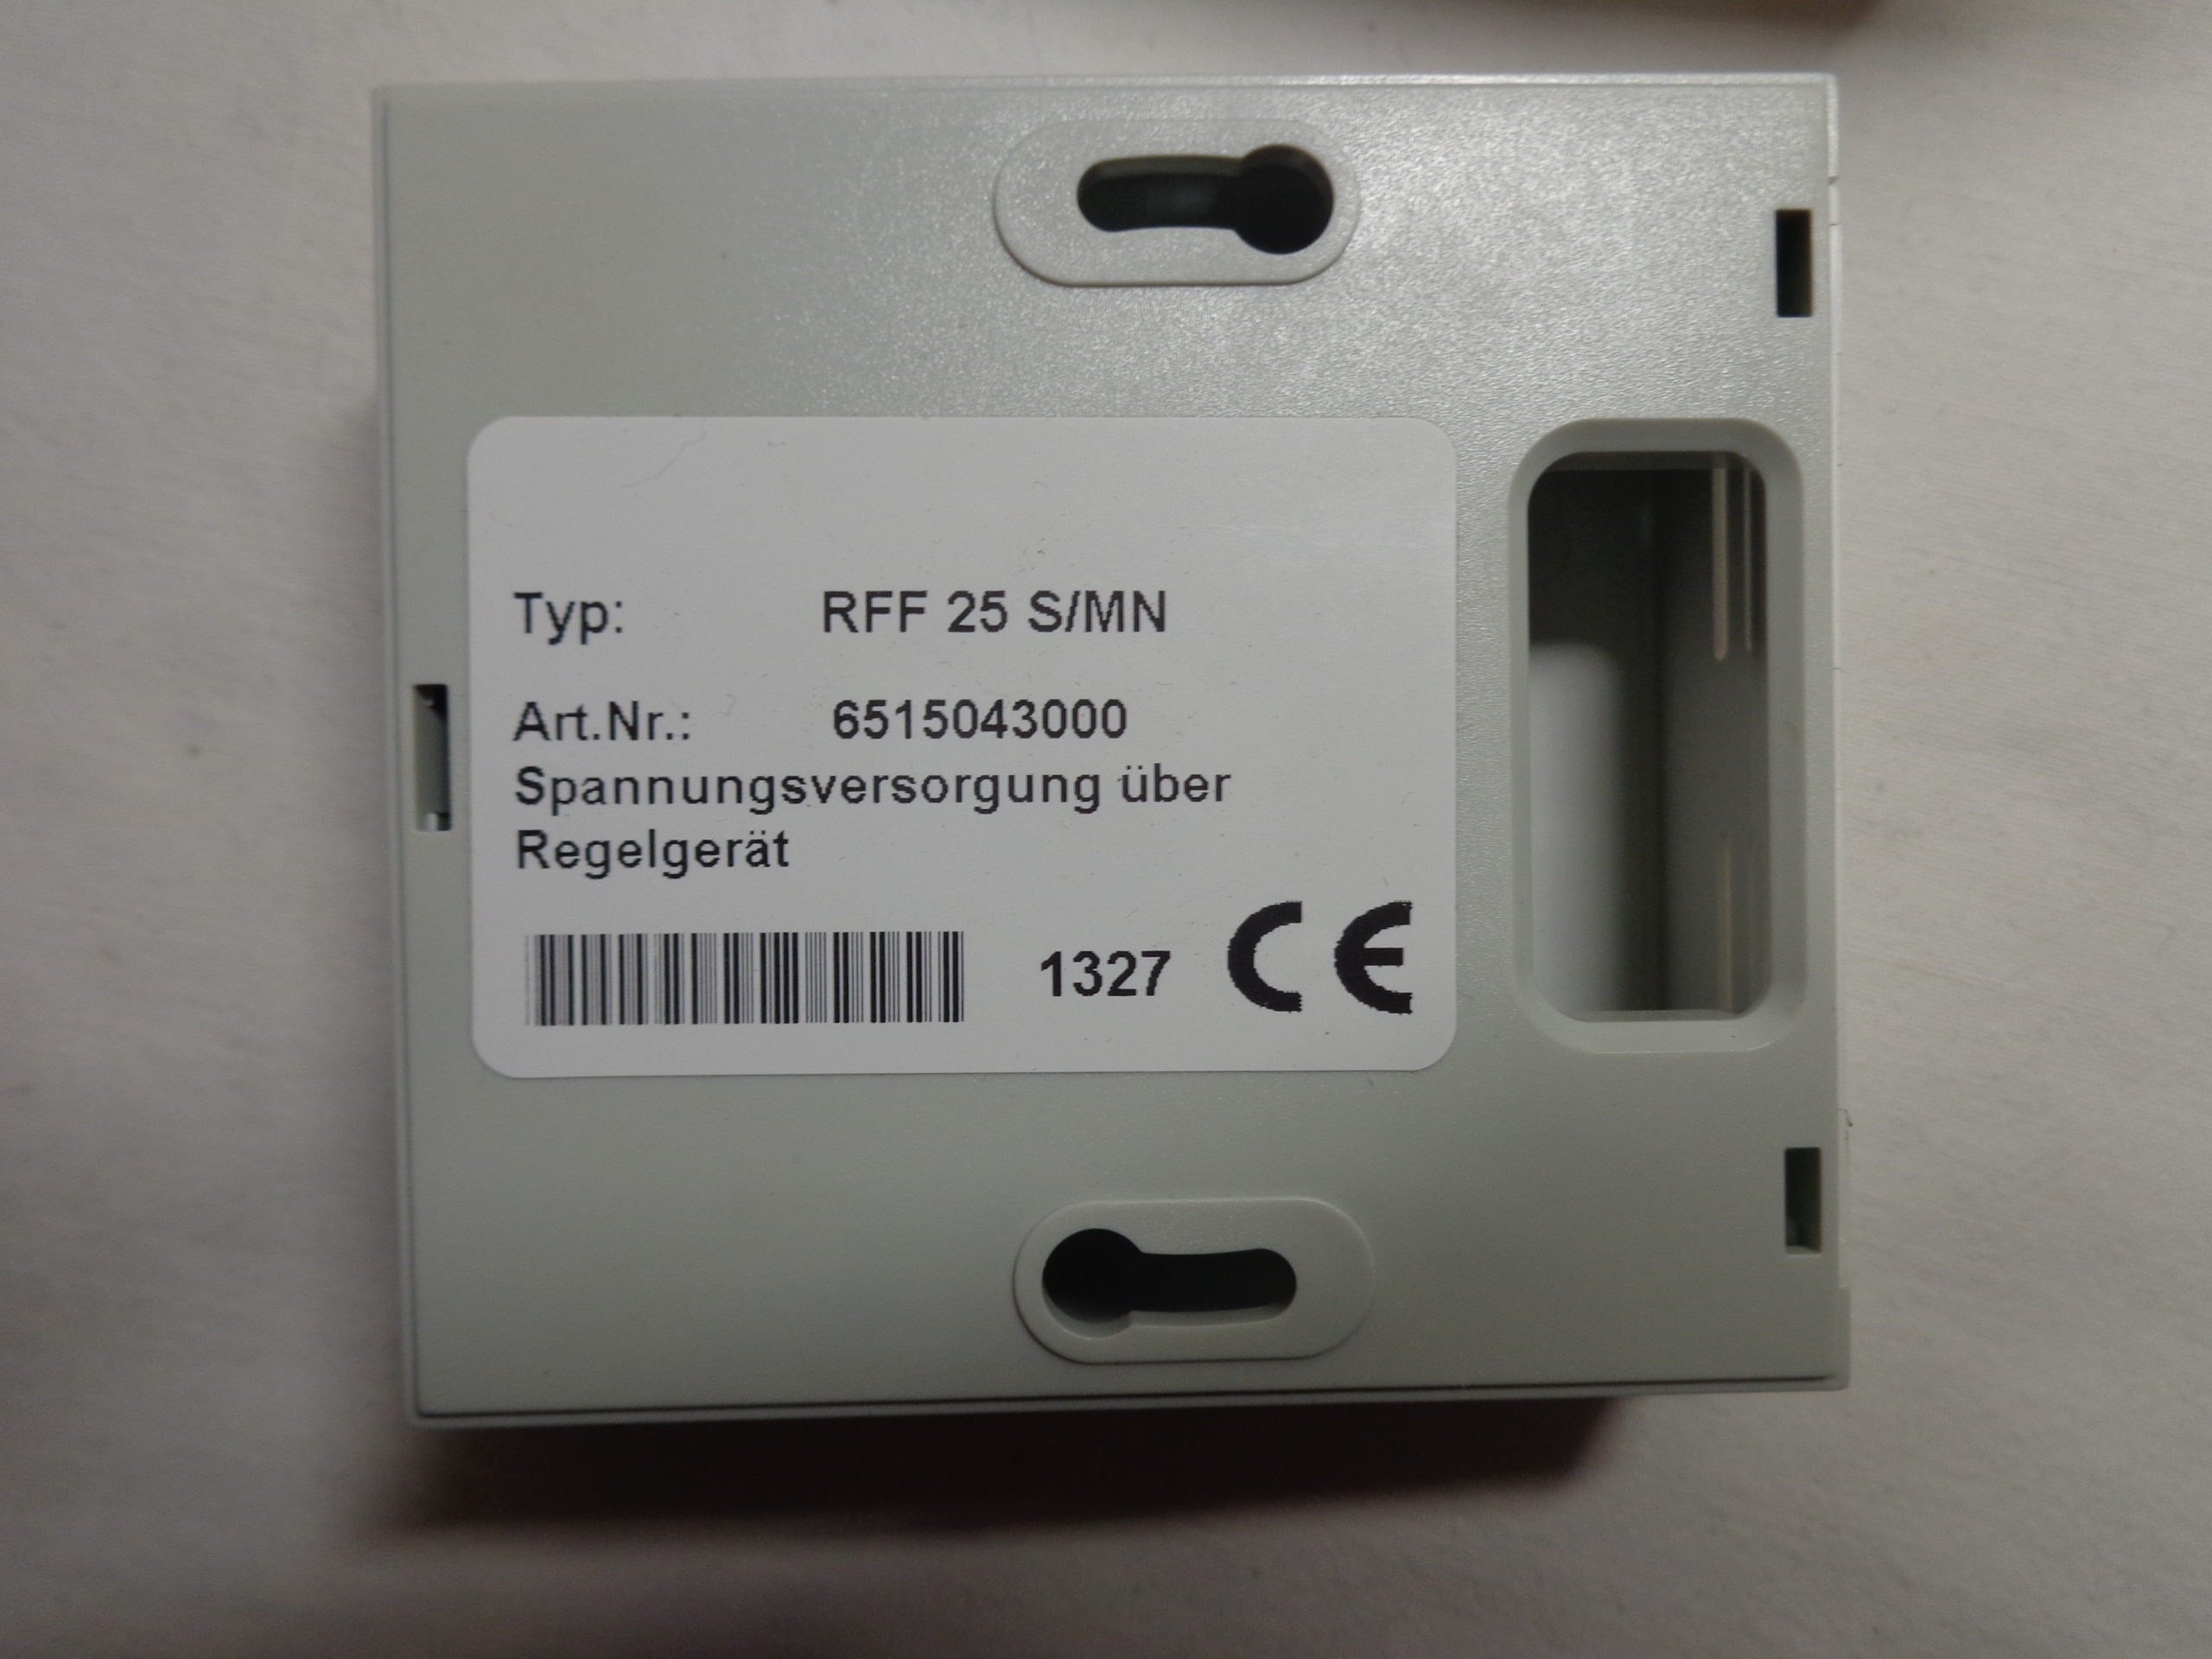 Typ: RFF 25 S/MN
Art.Nr.: 6515043000
Spannungsversorgung über
Regelgerät
1327 CE